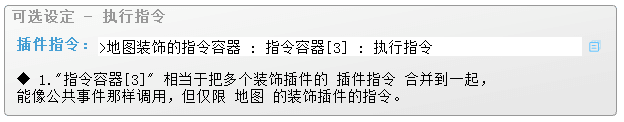 可选设定 - 执行指令
插件指令：>地图装饰的指令容器 : 指令容器[3] : 执行指令
◆ 1."指令容器[3]" 相当于把多个装饰插件的 插件指令 合并到一起，
能像公共事件那样调用，但仅限 地图 的装饰插件的指令。